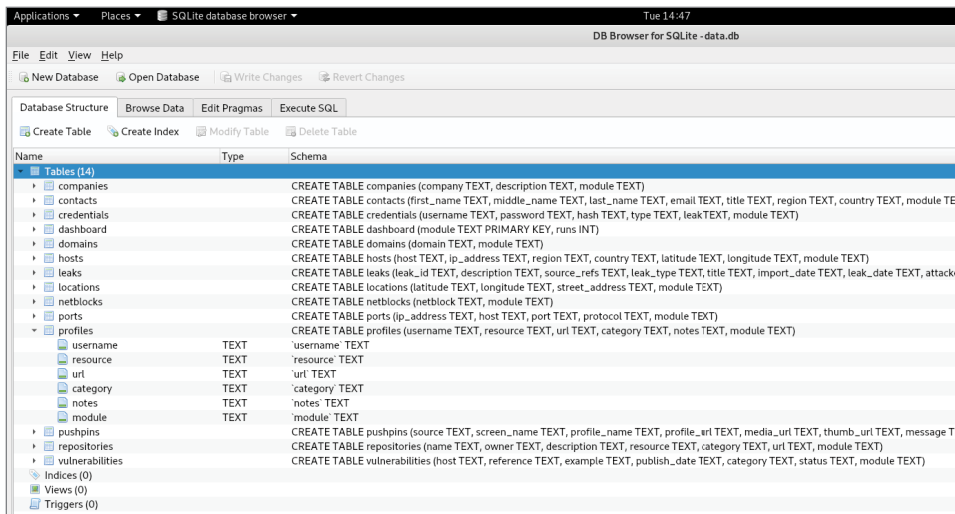 Applications ▾ Places ▾ SQLite database browser ▾ Tue 14:47
DB Browser for SQLite -data.db
File Edit View Help
New Database Open Database Write Changes Revert Changes
Database Structure Browse Data Edit Pragmas Execute SQL
Create Table Create Index Modify Table Delete Table
Name Type Schema
Tables (14)
companies CREATE TABLE companies (company TEXT, description TEXT, module TEXT)
contacts CREATE TABLE contacts (first_name TEXT, middle_name TEXT, last_name TEXT, email TEXT, title TEXT, region TEXT, country TEXT, module TE
credentials CREATE TABLE credentials (username TEXT, password TEXT, hash TEXT, type TEXT, leakTEXT, module TEXT)
dashboard CREATE TABLE dashboard (module TEXT PRIMARY KEY, runs INT)
domains CREATE TABLE domains (domain TEXT, module TEXT)
hosts CREATE TABLE hosts (host TEXT, ip_address TEXT, region TEXT, country TEXT, latitude TEXT, longitude TEXT, module TEXT)
leaks CREATE TABLE leaks (leak_id TEXT, description TEXT, source_refs TEXT, leak_type TEXT, title TEXT, import_date TEXT, leak_date TEXT, attack
locations CREATE TABLE locations (latitude TEXT, longitude TEXT, street_address TEXT, module TEXT)
netblocks CREATE TABLE netblocks (netblock TEXT, module TEXT)
ports CREATE TABLE ports (ip_address TEXT, host TEXT, port TEXT, protocol TEXT, module TEXT)
profiles CREATE TABLE profiles (username TEXT, resource TEXT, url TEXT, category TEXT, notes TEXT, module TEXT)
username TEXT `username` TEXT
resource TEXT `resource` TEXT
url TEXT `url` TEXT
category TEXT `category` TEXT
notes TEXT `notes` TEXT
module TEXT `module` TEXT
pushpins CREATE TABLE pushpins (source TEXT, screen_name TEXT, profile_name TEXT, profile_url TEXT, media_url TEXT, thumb_url TEXT, message T
repositories CREATE TABLE repositories (name TEXT, owner TEXT, description TEXT, resource TEXT, category TEXT, url TEXT, module TEXT)
vulnerabilities CREATE TABLE vulnerabilities (host TEXT, reference TEXT, example TEXT, publish_date TEXT, category TEXT, status TEXT, module TEXT)
Indices (0)
Views (0)
Triggers (0)